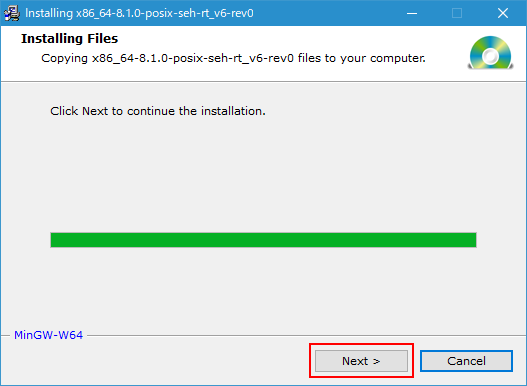 Installing x86_64-8.1.0-posix-seh-rt_v6-rev0
Installing Files
Copying x86_64-8.1.0-posix-seh-rt_v6-rev0 files to your computer.
Click Next to continue the installation.
MinGW-W64
Next >
Cancel